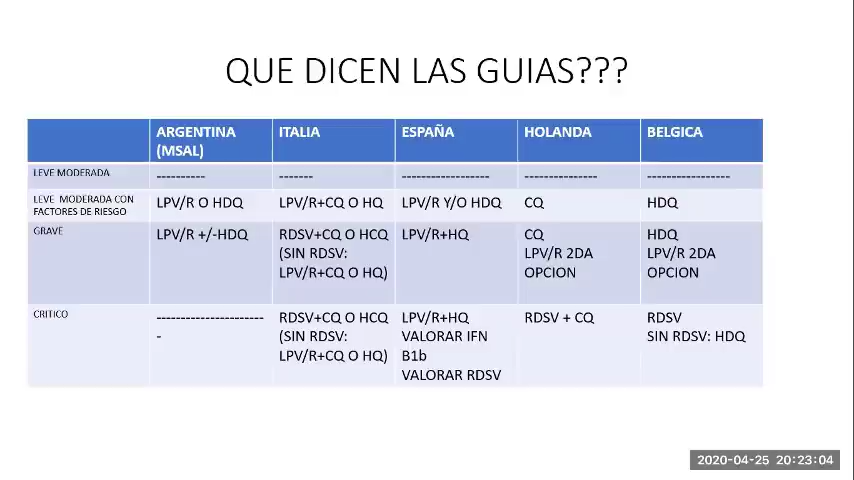 QUE DICEN LAS GUIAS???
ARGENTINA (MSAL) ITALIA ESPAÑA HOLANDA BELGICA
LEVE MODERADA ---------- ------- ------------------ --------------- -----------------
LEVE MODERADA CON FACTORES DE RIESGO LPV/R O HDQ LPV/R+CQ O HQ LPV/R Y/O HDQ CQ HDQ
GRAVE LPV/R +/-HDQ RDSV+CQ O HCQ LPV/R+HQ CQ HDQ
(SIN RDSV: LPV/R 2DA LPV/R 2DA
LPV/R+CQ O HQ) OPCION OPCION
CRITICO ---------------------- RDSV+CQ O HCQ LPV/R+HQ RDSV + CQ RDSV
- (SIN RDSV: VALORAR IFN SIN RDSV: HDQ
LPV/R+CQ O HQ) B1b
VALORAR RDSV
2020-04-25 20:23:04